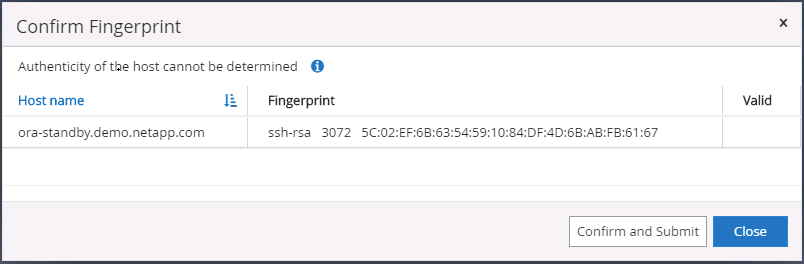 Confirm Fingerprint ×
Authenticity of the host cannot be determined i
Host name Fingerprint Valid
ora-standby.demo.netapp.com ssh-rsa 3072 5C:02:EF:6B:63:54:59:10:84:DF:4D:6B:AB:FB:61:67
Confirm and Submit Close